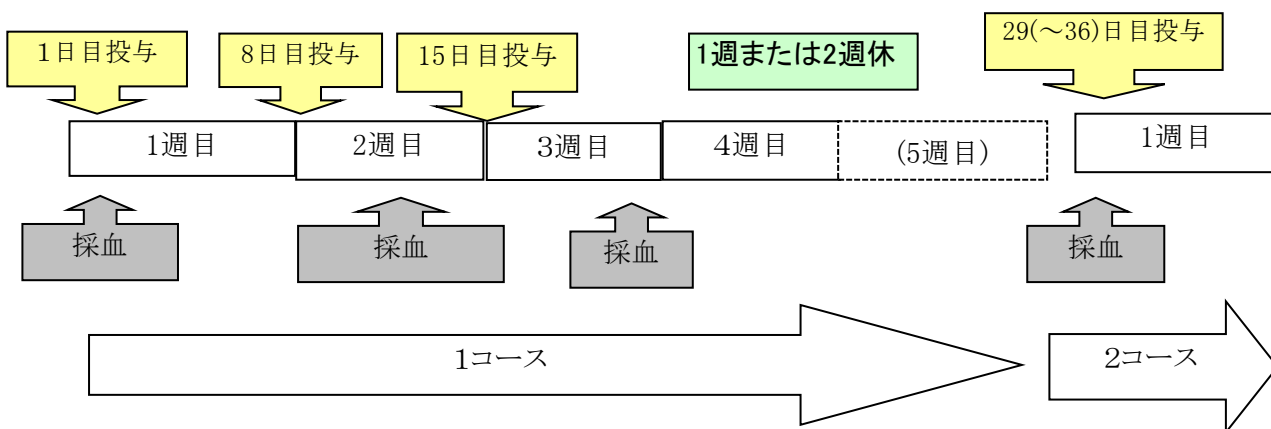 1日目投与
8日目投与
15日目投与
1週または2週休
29(～36)日目投与
1週目
2週目
3週目
4週目
(5週目)
1週目
採血
採血
採血
採血
1コース
2コース